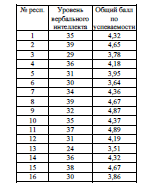 № респ. Уровень вербального интеллекта Общий балл по успеваемости
1 35 4,32
2 39 4,65
3 29 3,78
4 36 4,18
5 31 3,95
6 30 3,64
7 34 4,36
8 39 4,67
9 32 4,87
10 35 4,37
11 37 4,89
12 31 4,19
13 24 3,51
14 36 4,32
15 38 4,67
16 30 3,86